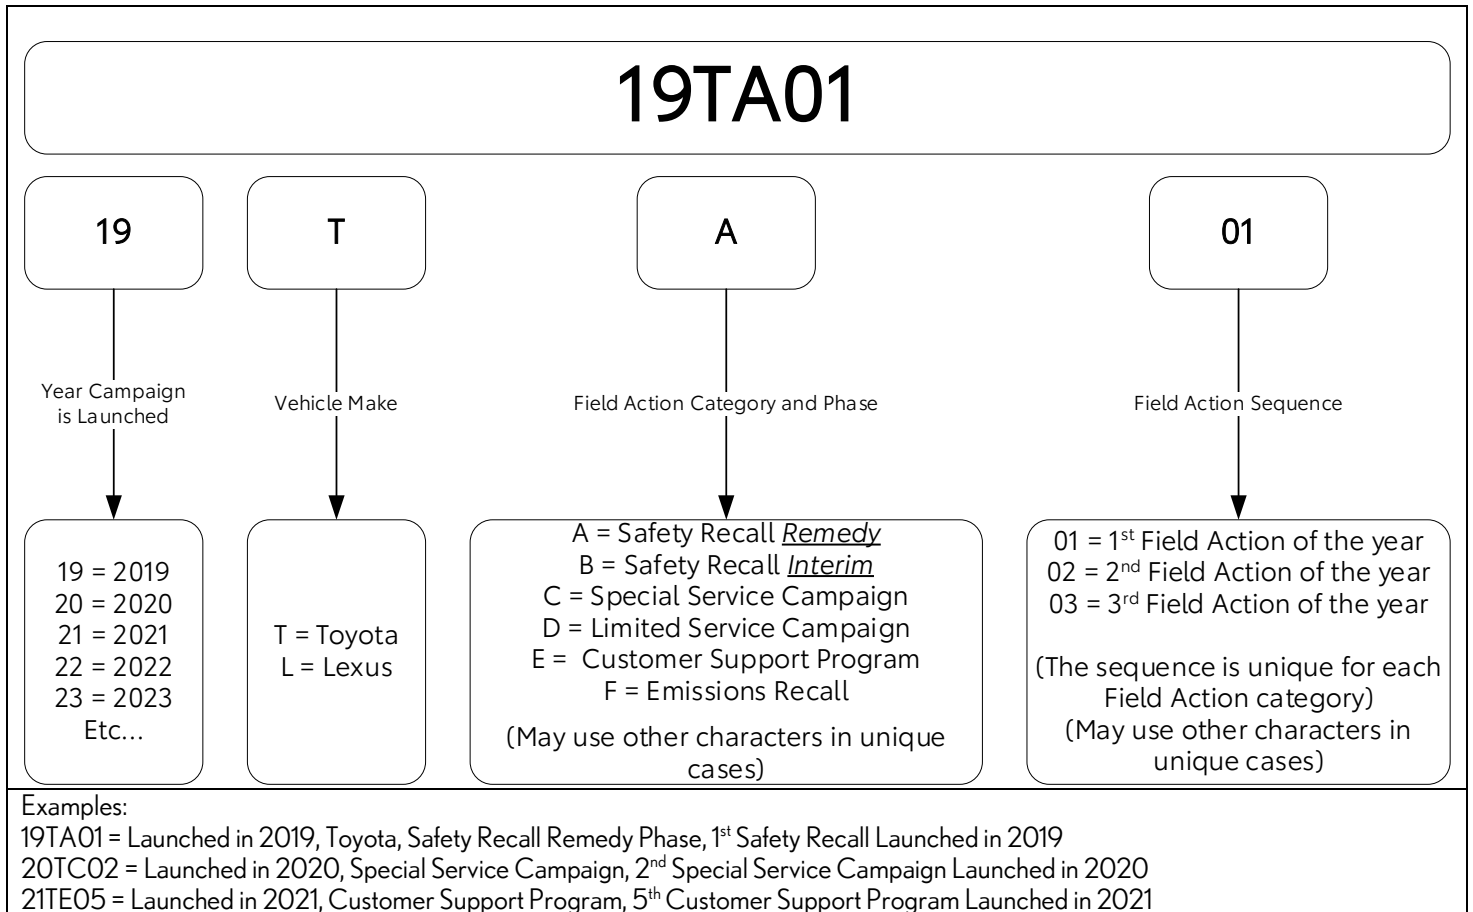 19TA01
19
T
A
01
Year Campaign
is Launched
Vehicle Make
Field Action Category and Phase
Field Action Sequence
19 = 2019
20 = 2020
21 = 2021
22 = 2022
23 = 2023
Etc...
T = Toyota
L = Lexus
A = Safety Recall Remedy
B = Safety Recall Interim
C = Special Service Campaign
D = Limited Service Campaign
E = Customer Support Program
F = Emissions Recall
(May use other characters in unique
cases)
01 = 1st Field Action of the year
02 = 2nd Field Action of the year
03 = 3rd Field Action of the year
(The sequence is unique for each
Field Action category)
(May use other characters in
unique cases)
Examples:
19TA01 = Launched in 2019, Toyota, Safety Recall Remedy Phase, 1st Safety Recall Launched in 2019
20TC02 = Launched in 2020, Special Service Campaign, 2nd Special Service Campaign Launched in 2020
21TE05 = Launched in 2021, Customer Support Program, 5th Customer Support Program Launched in 2021